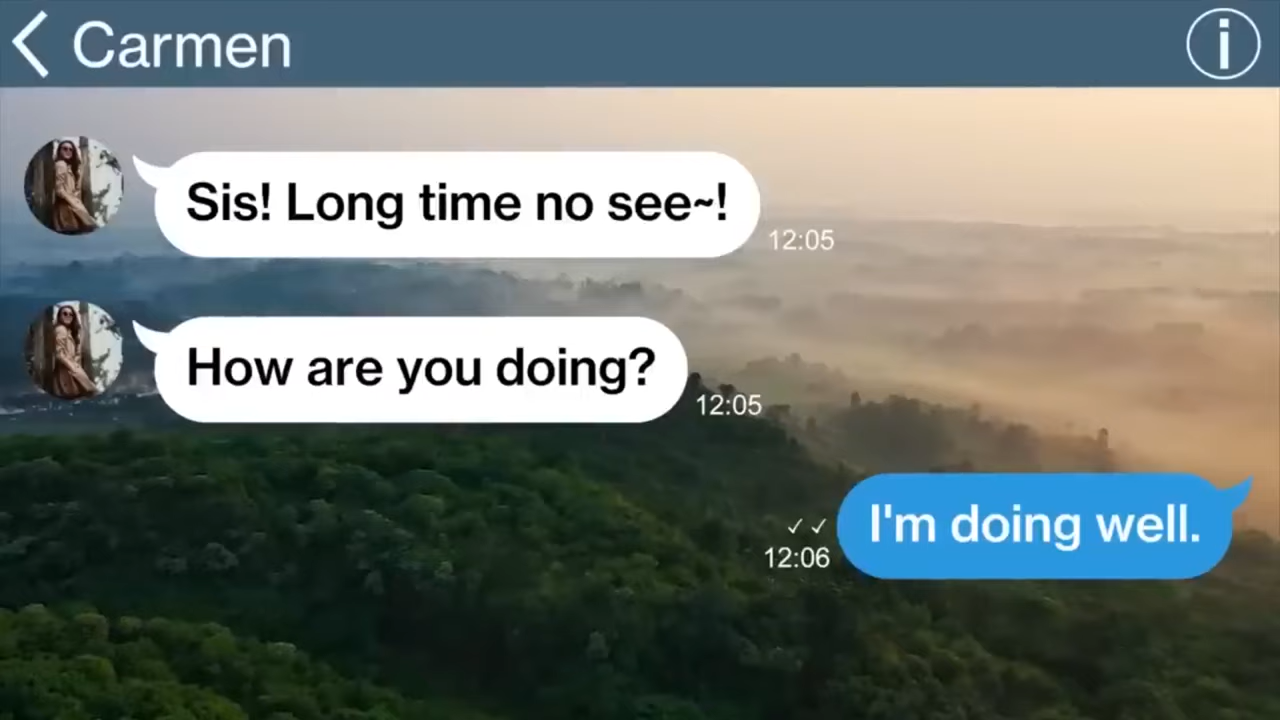 Carmen
Sis! Long time no see~!
12:05
How are you doing?
12:05
I'm doing well.
✓✓
12:06